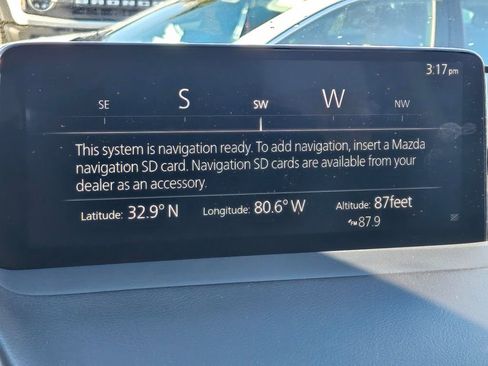 3:17pm
SE S SW W NW
This system is navigation ready. To add navigation, insert a Mazda
navigation SD card. Navigation SD cards are available from your
dealer as an accessory.
Latitude: 32.9° N Longitude: 80.6° W Altitude: 87feet
FM 87.9